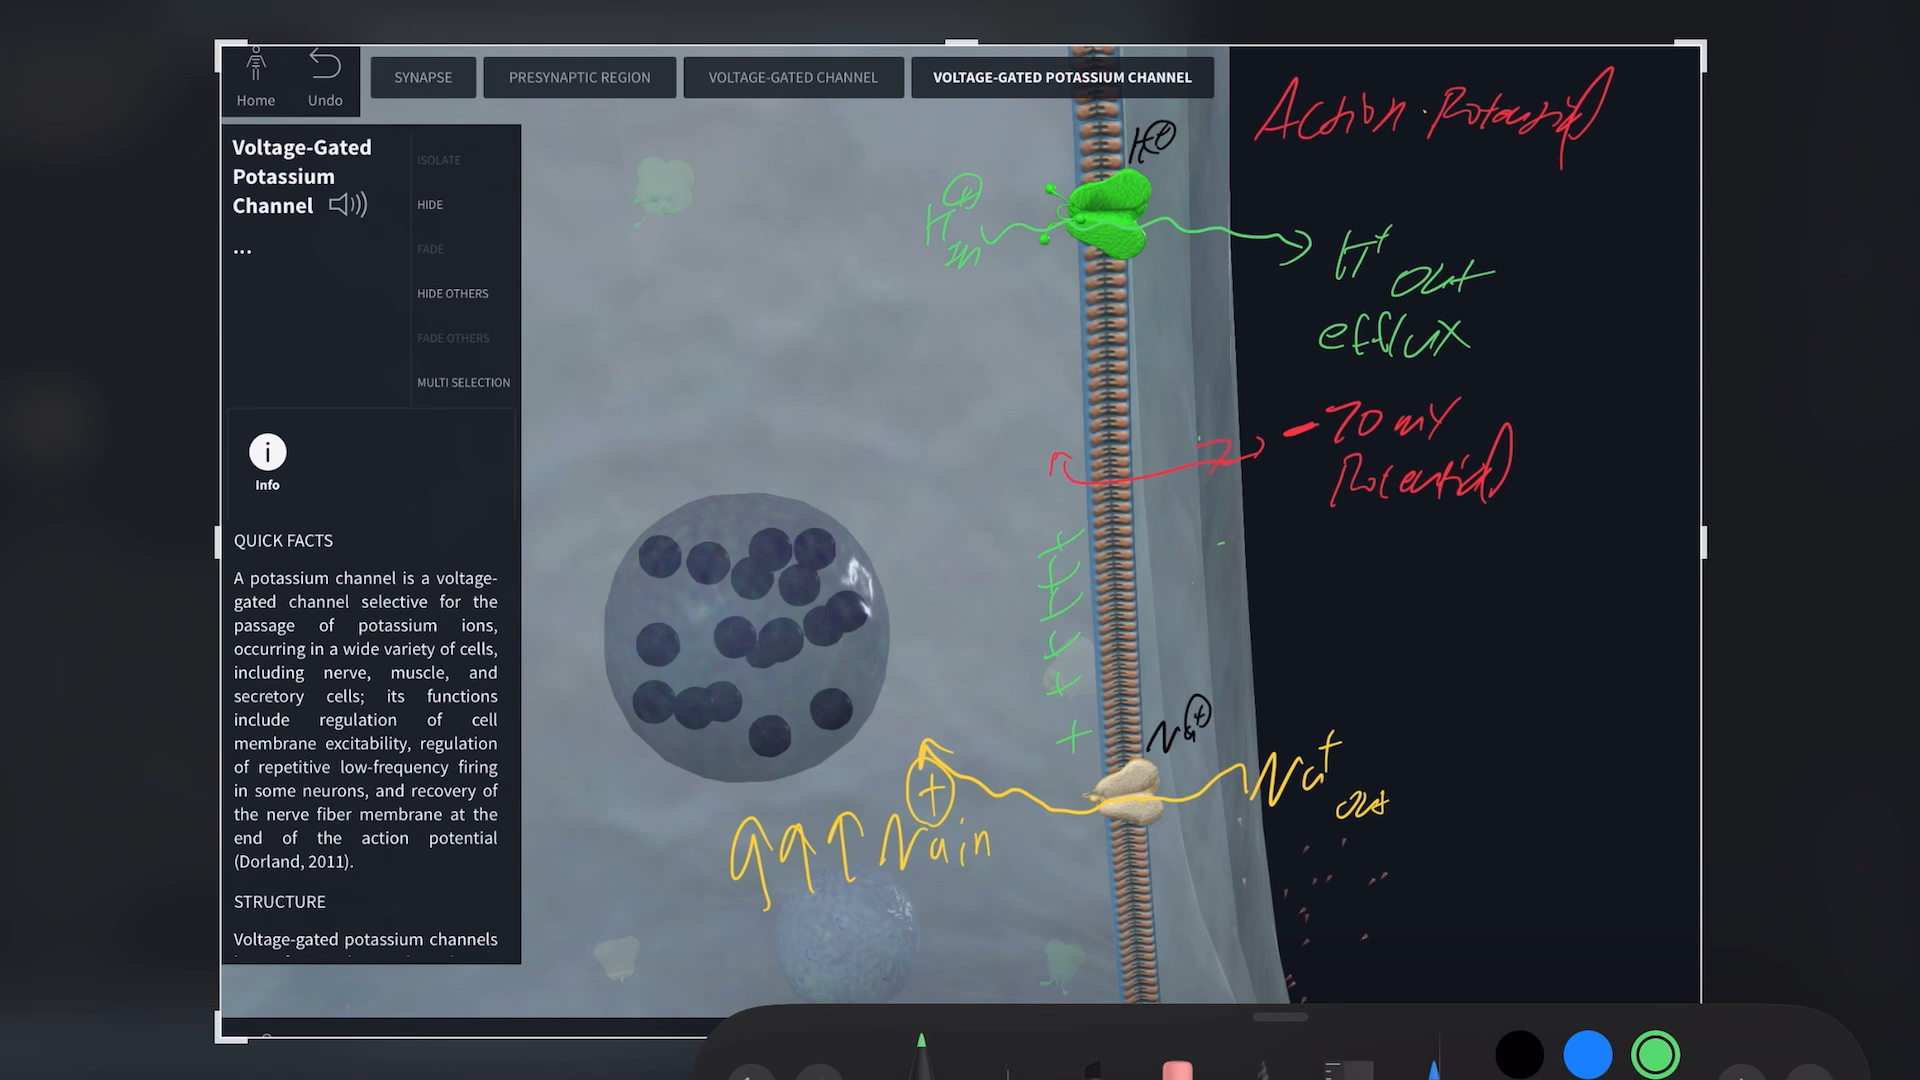 Home
Undo
SYNAPSE
PRESYNAPTIC REGION
VOLTAGE-GATED CHANNEL
VOLTAGE-GATED POTASSIUM CHANNEL
Voltage-Gated
Potassium
Channel
...
ISOLATE
HIDE
FADE
HIDE OTHERS
FADE OTHERS
MULTI SELECTION
i
Info
QUICK FACTS
A potassium channel is a voltage-
gated channel selective for the
passage of potassium ions,
occurring in a wide variety of cells,
including nerve, muscle, and
secretory cells; its functions
include regulation of cell
membrane excitability, regulation
of repetitive low-frequency firing
in some neurons, and recovery of
the nerve fiber membrane at the
end of the action potential
(Dorland, 2011).
STRUCTURE
Voltage-gated potassium channels
Action Potential
K+
K+
In
K+ out
efflux
-70 mV
Potential
+
+
+
+
+
+
Na+
Na+ out
↑↑↑ Na+ in